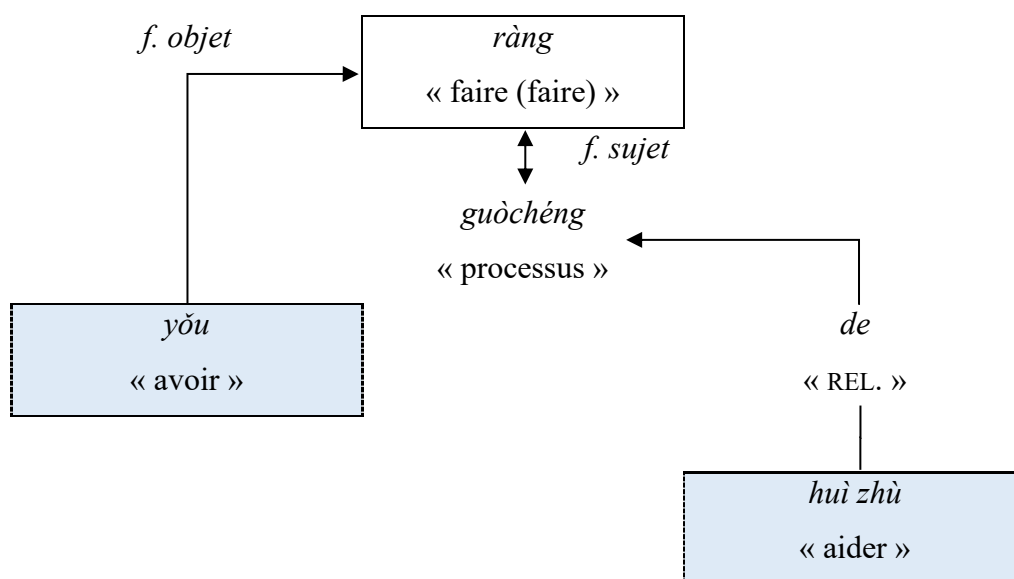 f. objet
ràng
« faire (faire) »
f. sujet
guòchéng
« processus »
yǒu
« avoir »
de
« REL. »
huì zhù
« aider »